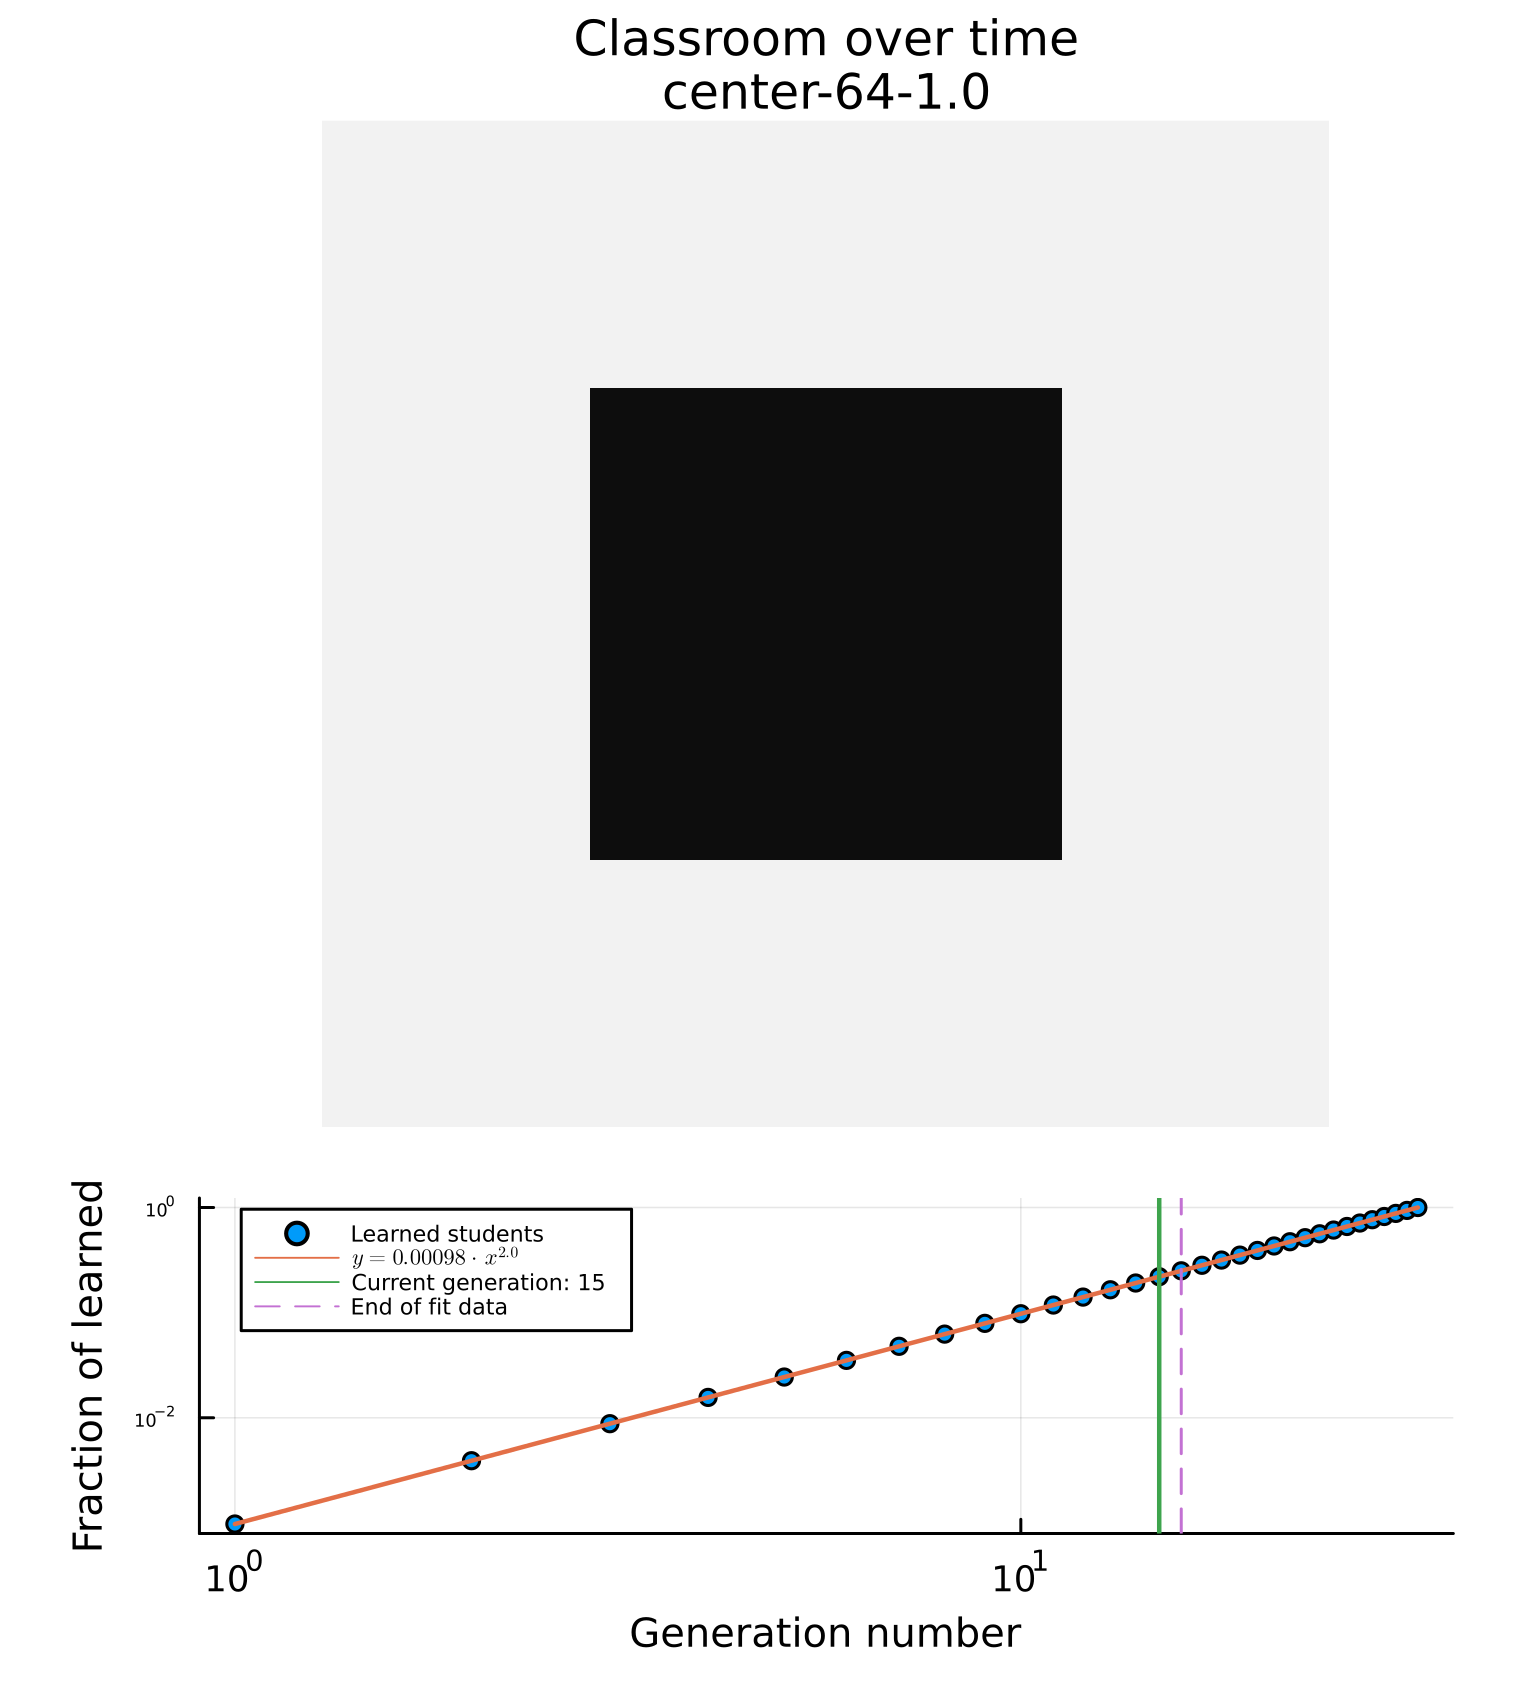 Classroom over time
center-64-1.0
Fraction of learned
10⁰
10⁻²
Learned students
y = 0.00098 · x²·⁰
Current generation: 15
End of fit data
10⁰
10¹
Generation number